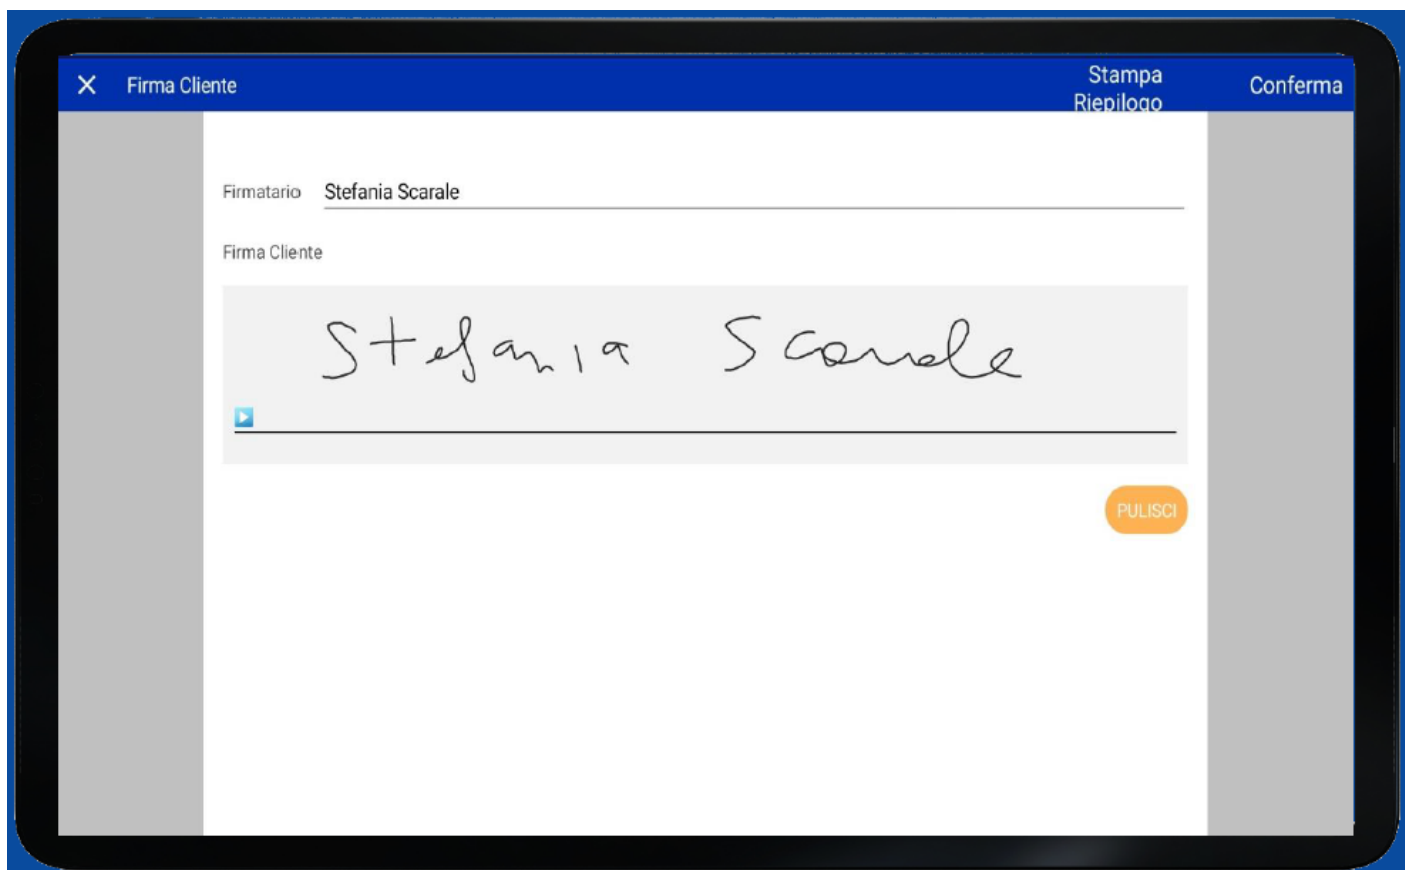 Firma Cliente
Stampa
Riepilogo
Conferma
Firmatario Stefania Scarale
Firma Cliente
Stefania Scarale
PULISCI